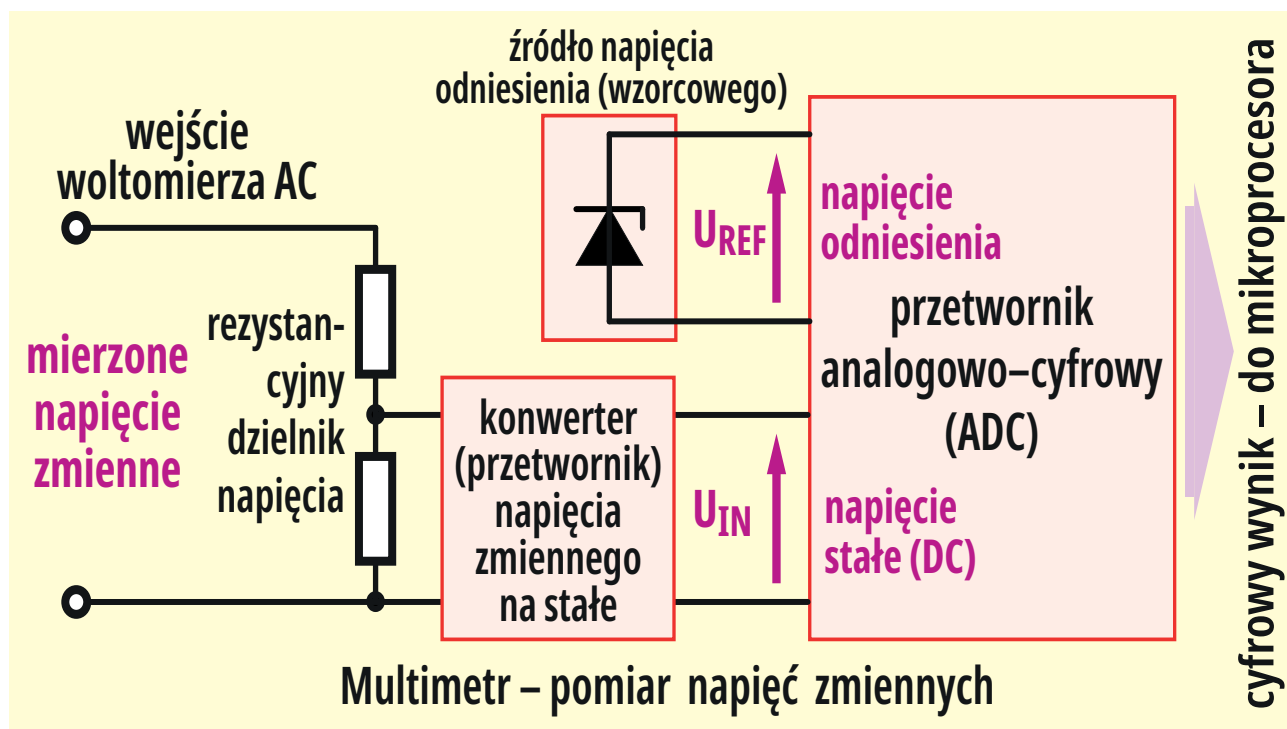 źródło napięcia
odniesienia (wzorcowego)
wejście
woltomierza AC
mierzone
napięcie
zmienne
rezystan-
cyjny
dzielnik
napięcia
konwerter
(przetwornik)
napięcia
zmiennego
na stałe
UREF
UIN
napięcie
odniesienia
przetwornik
analogowo–cyfrowy
(ADC)
napięcie
stałe (DC)
cyfrowy wynik – do mikroprocesora
Multimetr – pomiar napięć zmiennych